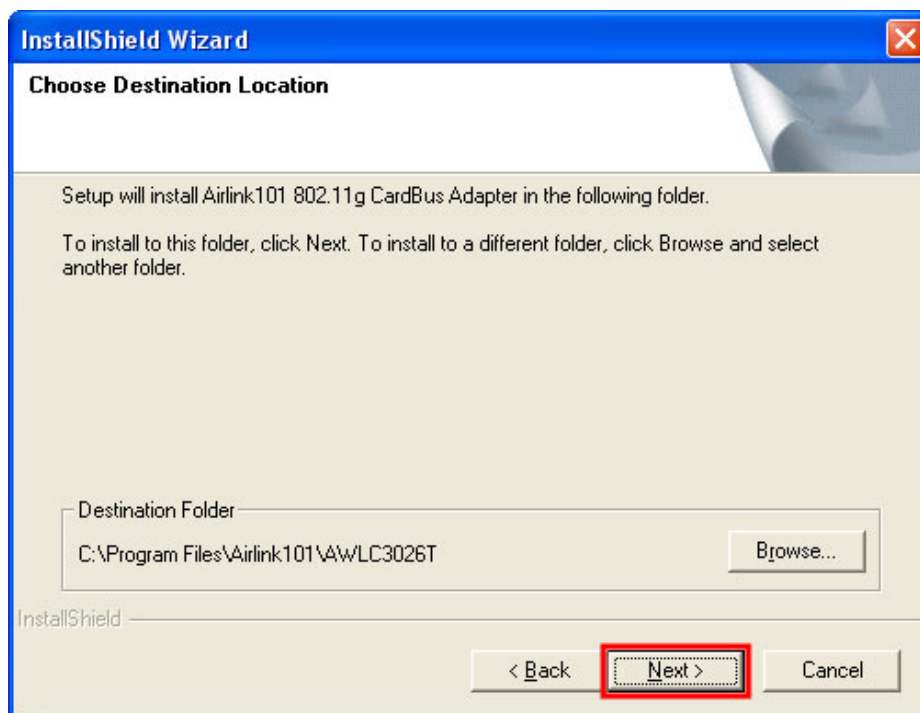 InstallShield Wizard
Choose Destination Location
Setup will install Airlink101 802.11g CardBus Adapter in the following folder.
To install to this folder, click Next. To install to a different folder, click Browse and select
another folder.
Destination Folder
C:\Program Files\Airlink101\AWLC3026T
Browse...
InstallShield
< Back
Next >
Cancel